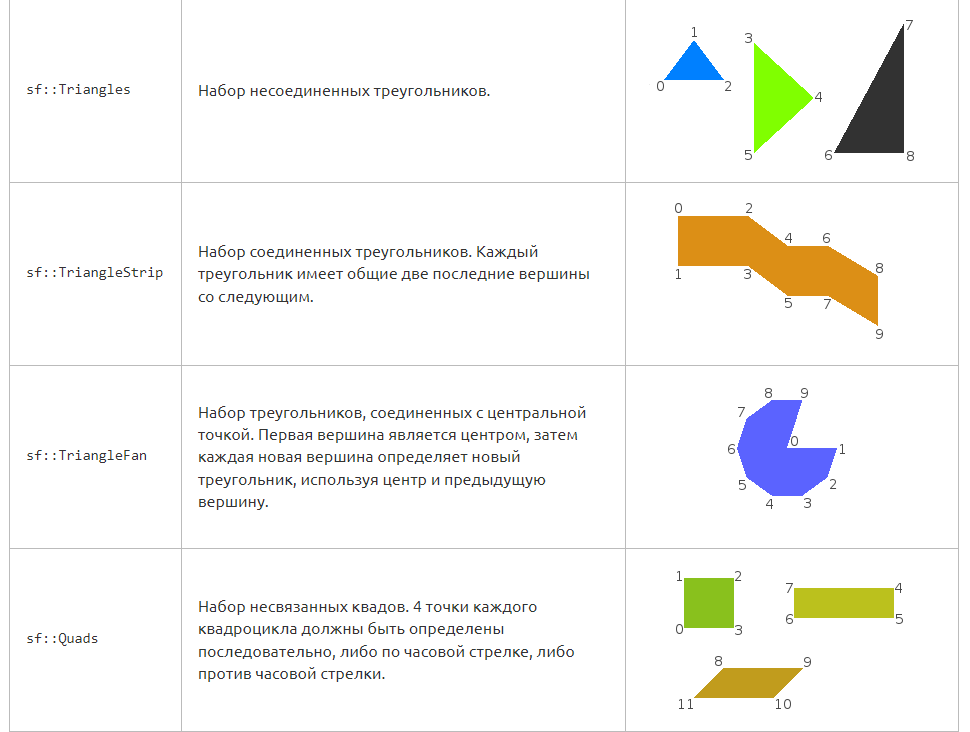 sf::Triangles
Набор несоединенных треугольников.
0
1
2
3
4
5
6
7
8
sf::TriangleStrip
Набор соединенных треугольников. Каждый
треугольник имеет общие две последние вершины
со следующим.
0
2
1
3
4
6
5
7
8
9
sf::TriangleFan
Набор треугольников, соединенных с центральной
точкой. Первая вершина является центром, затем
каждая новая вершина определяет новый
треугольник, используя центр и предыдущую
вершину.
8
9
7
0
6
1
5
2
4
3
sf::Quads
Набор несвязанных квадов. 4 точки каждого
квадроцикла должны быть определены
последовательно, либо по часовой стрелке, либо
против часовой стрелки.
1
2
0
3
7
4
6
5
8
9
11
10